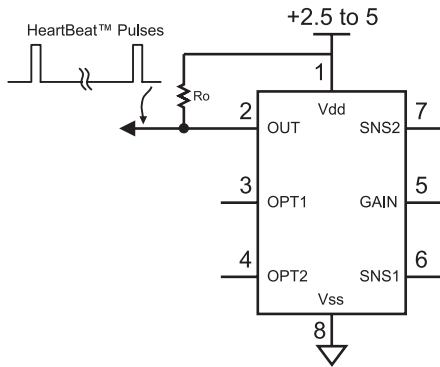 HeartBeat™ Pulses
+2.5 to 5
1
Ro
Vdd
2
OUT
SNS2
7
3
OPT1
GAIN
5
4
OPT2
SNS1
6
Vss
8